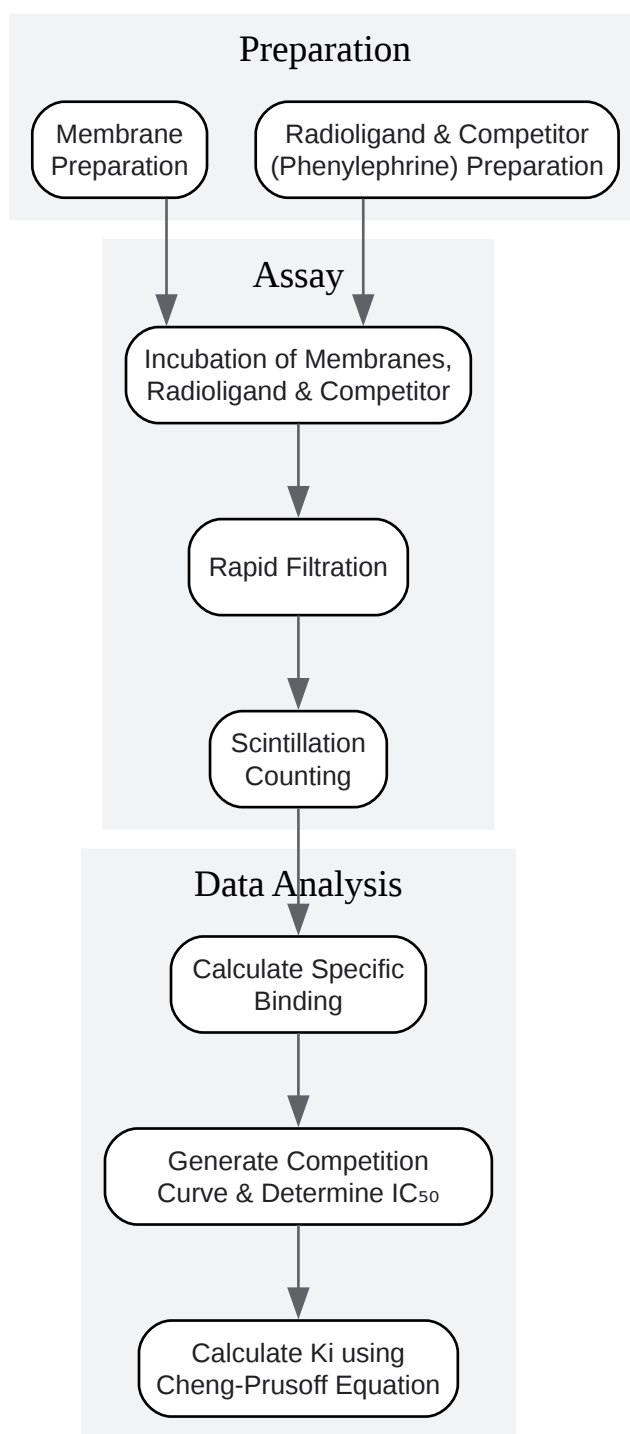 Preparation
Membrane
Preparation
Radioligand & Competitor
(Phenylephrine) Preparation
Assay
Incubation of Membranes,
Radioligand & Competitor
Rapid Filtration
Scintillation
Counting
Data Analysis
Calculate Specific
Binding
Generate Competition
Curve & Determine IC₅₀
Calculate Ki using
Cheng-Prusoff Equation